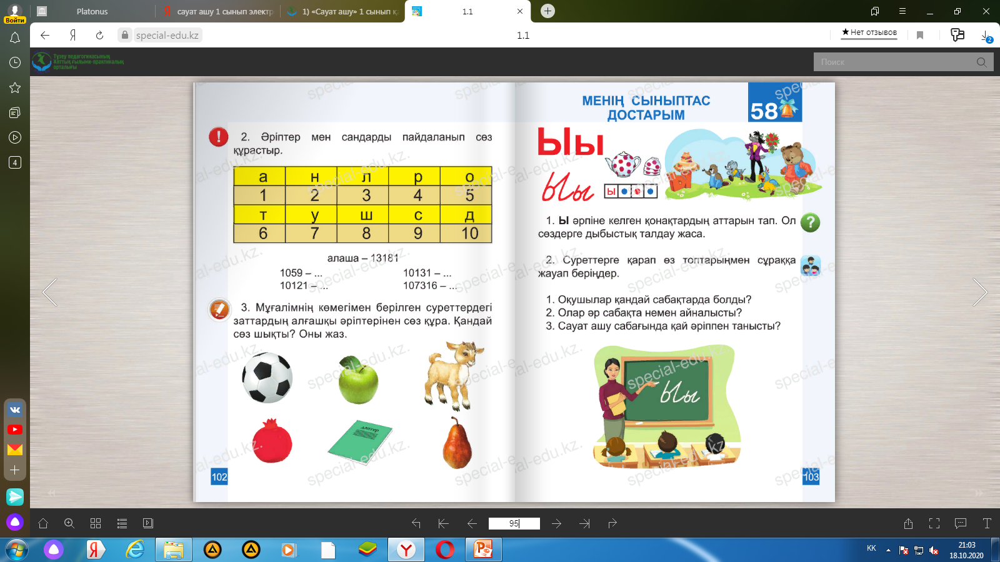 Platonus
сауат ашу 1 сынып электр
1) «Сауат ашу» 1 сынып қ
1.1
Войти
special-edu.kz
1.1
Нет отзывов
2
Түзеу педагогикасының
Ұлттық ғылыми-практикалық
орталығы
Поиск
4
2. Әріптер мен сандарды пайдаланып сөз
құрастыр.
а н л р о
1 2 3 4 5
т у ш с д
6 7 8 9 10
алаша – 13181
1059 – ... 10131 – ...
10121 – ... 107316 – ...
3. Мұғалімнің көмегімен берілген суреттердегі
заттардың алғашқы әріптерінен сөз құра. Қандай
сөз шықты? Оны жаз.
дәптер
102
МЕНІҢ СЫНЫПТАС
ДОСТАРЫМ
58
Ыы
Ыы
ы
1. Ы әрпіне келген қонақтардың аттарын тап. Ол
сөздерге дыбыстық талдау жаса.
2. Суреттерге қарап өз топтарыңмен сұраққа
жауап беріңдер.
1. Оқушылар қандай сабақтарда болды?
2. Олар әр сабақта немен айналысты?
3. Сауат ашу сабағында қай әріппен танысты?
Ыы
103
special-edu.kz.
95
KK
21:03
18.10.2020